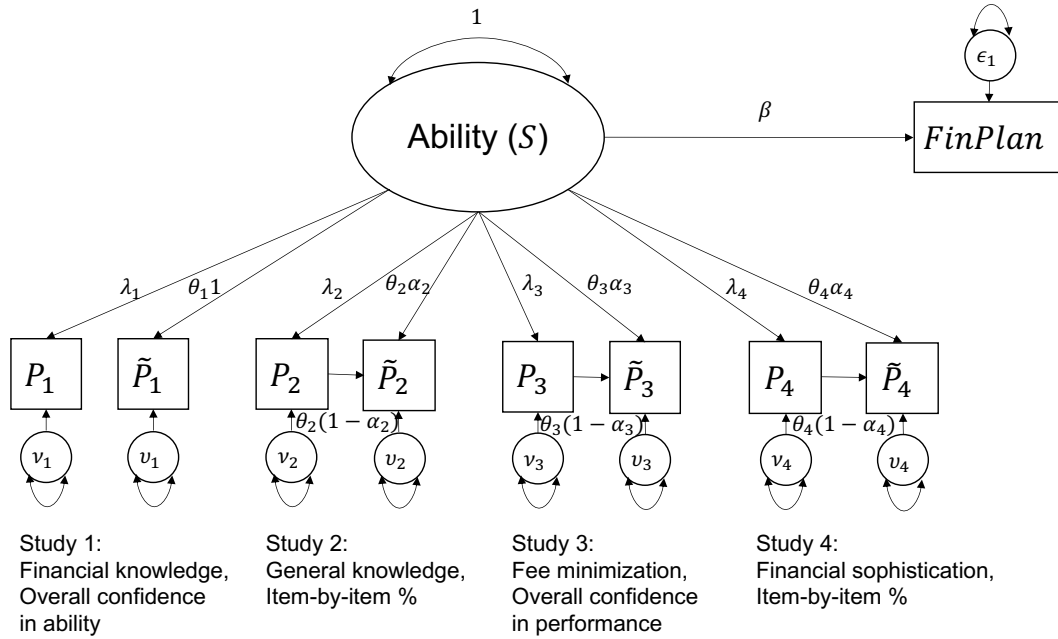 1
ϵ₁
Ability (S)
β
FinPlan
λ₁
θ₁1
λ₂
θ₂α₂
λ₃
θ₃α₃
λ₄
θ₄α₄
P₁
P̃₁
P₂
P̃₂
P₃
P̃₃
P₄
P̃₄
θ₂(1 − α₂)
θ₃(1 − α₃)
θ₄(1 − α₄)
ν₁
υ₁
ν₂
υ₂
ν₃
υ₃
ν₄
υ₄
Study 1:
Financial knowledge,
Overall confidence
in ability
Study 2:
General knowledge,
Item-by-item %
Study 3:
Fee minimization,
Overall confidence
in performance
Study 4:
Financial sophistication,
Item-by-item %